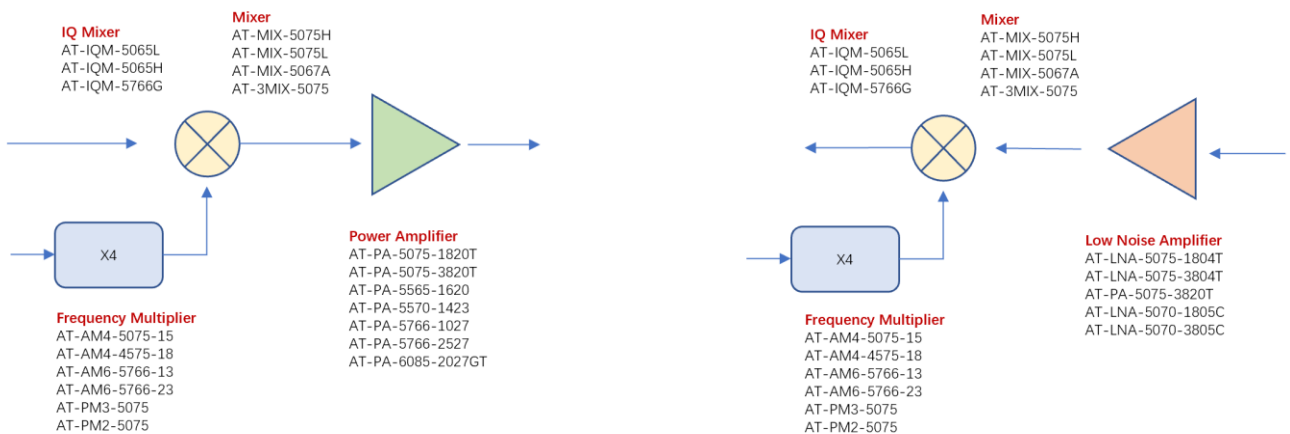 IQ Mixer
AT-IQM-5065L
AT-IQM-5065H
AT-IQM-5766G
Mixer
AT-MIX-5075H
AT-MIX-5075L
AT-MIX-5067A
AT-3MIX-5075
X4
Frequency Multiplier
AT-AM4-5075-15
AT-AM4-4575-18
AT-AM6-5766-13
AT-AM6-5766-23
AT-PM3-5075
AT-PM2-5075
Power Amplifier
AT-PA-5075-1820T
AT-PA-5075-3820T
AT-PA-5565-1620
AT-PA-5570-1423
AT-PA-5766-1027
AT-PA-5766-2527
AT-PA-6085-2027GT
IQ Mixer
AT-IQM-5065L
AT-IQM-5065H
AT-IQM-5766G
Mixer
AT-MIX-5075H
AT-MIX-5075L
AT-MIX-5067A
AT-3MIX-5075
X4
Frequency Multiplier
AT-AM4-5075-15
AT-AM4-4575-18
AT-AM6-5766-13
AT-AM6-5766-23
AT-PM3-5075
AT-PM2-5075
Low Noise Amplifier
AT-LNA-5075-1804T
AT-LNA-5075-3804T
AT-PA-5075-3820T
AT-LNA-5070-1805C
AT-LNA-5070-3805C